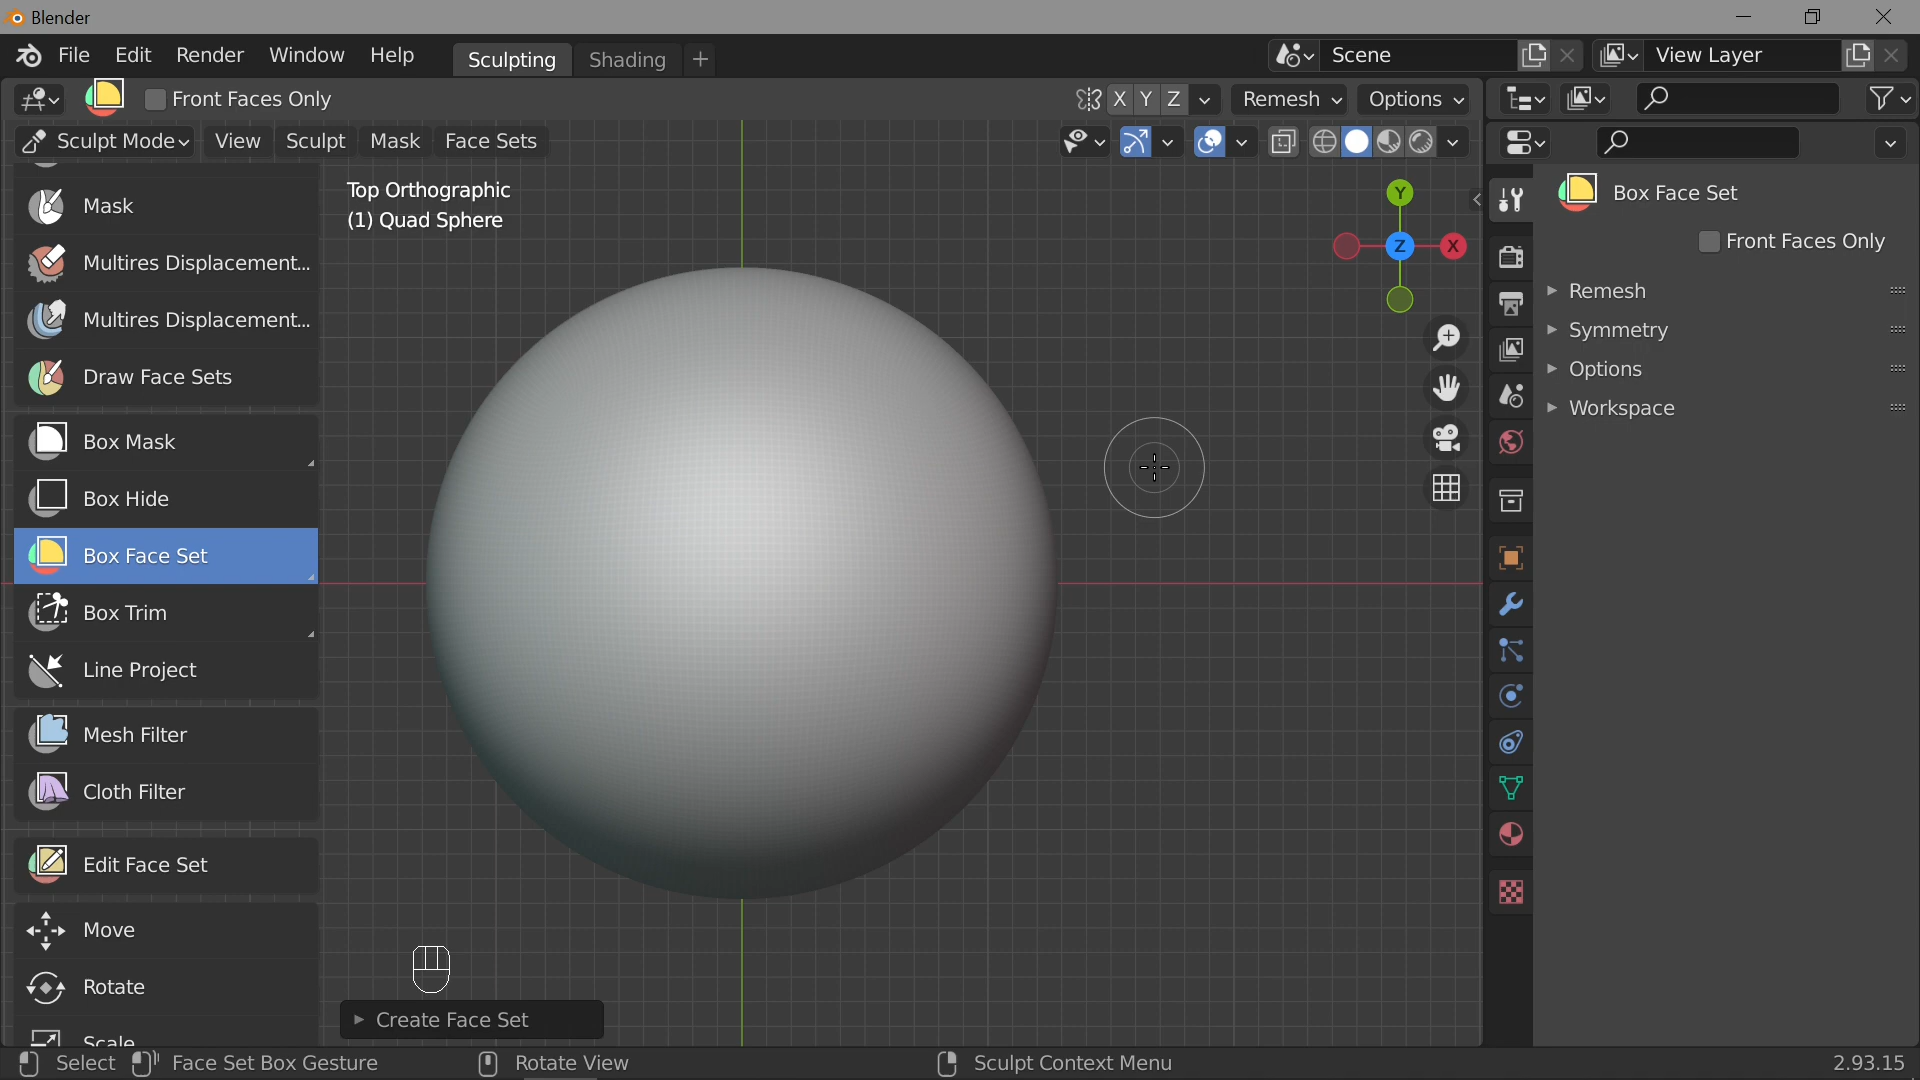 Blender
File Edit Render Window Help Sculpting Shading + Scene View Layer
Front Faces Only X Y Z Remesh Options
Sculpt Mode View Sculpt Mask Face Sets
Top Orthographic
(1) Quad Sphere
Y
Z X
Mask
Multires Displacement...
Multires Displacement...
Draw Face Sets
Box Mask
Box Hide
Box Face Set
Box Trim
Line Project
Mesh Filter
Cloth Filter
Edit Face Set
Move
Rotate
Scale
Create Face Set
Box Face Set
Front Faces Only
Remesh
Symmetry
Options
Workspace
Select Face Set Box Gesture Rotate View Sculpt Context Menu 2.93.15